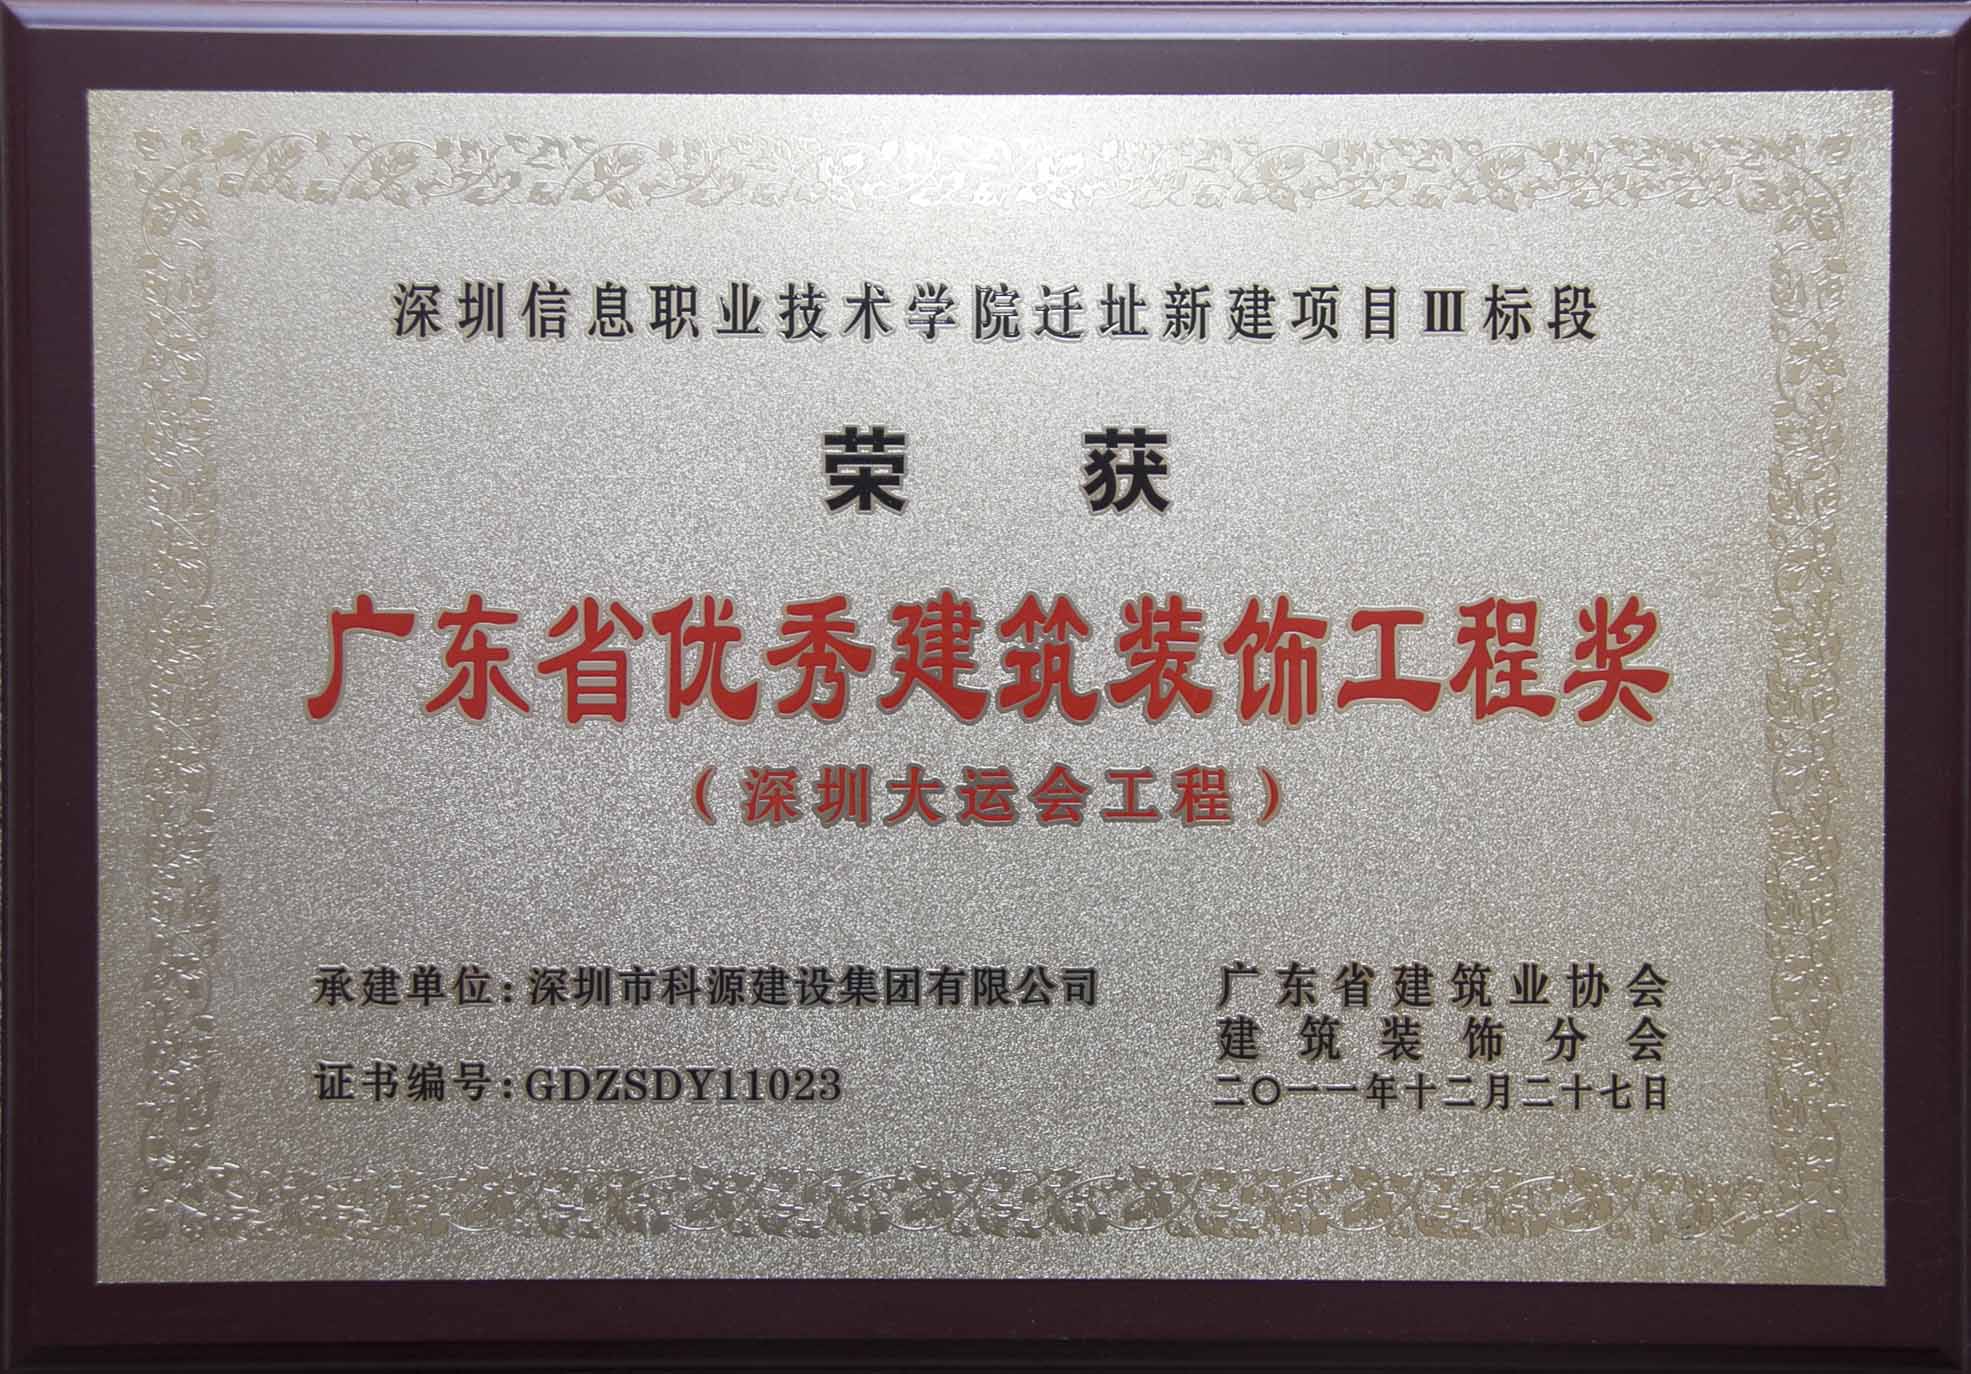 深圳信息职业技术学院迁址新建项目Ⅲ标段
荣 获
广东省优秀建筑装饰工程奖
（深圳大运会工程）
承建单位：深圳市科源建设集团有限公司
证书编号：GDZSDY11023
广东省建筑业协会
建筑装饰分会
二〇一一年十二月二十七日